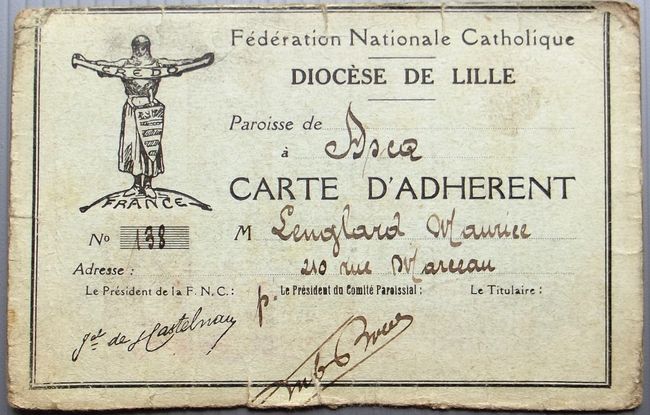 Fédération Nationale Catholique
DIOCÈSE DE LILLE
CREDO
Paroisse de
à Ascq
CARTE D'ADHERENT
FRANCE
No 138 M Lenglard Maurice
Adresse : 210 rue Marceau
Le Président de la F. N. C : p. Le Président du Comité Paroissial : Le Titulaire :
Gal de Castelnau